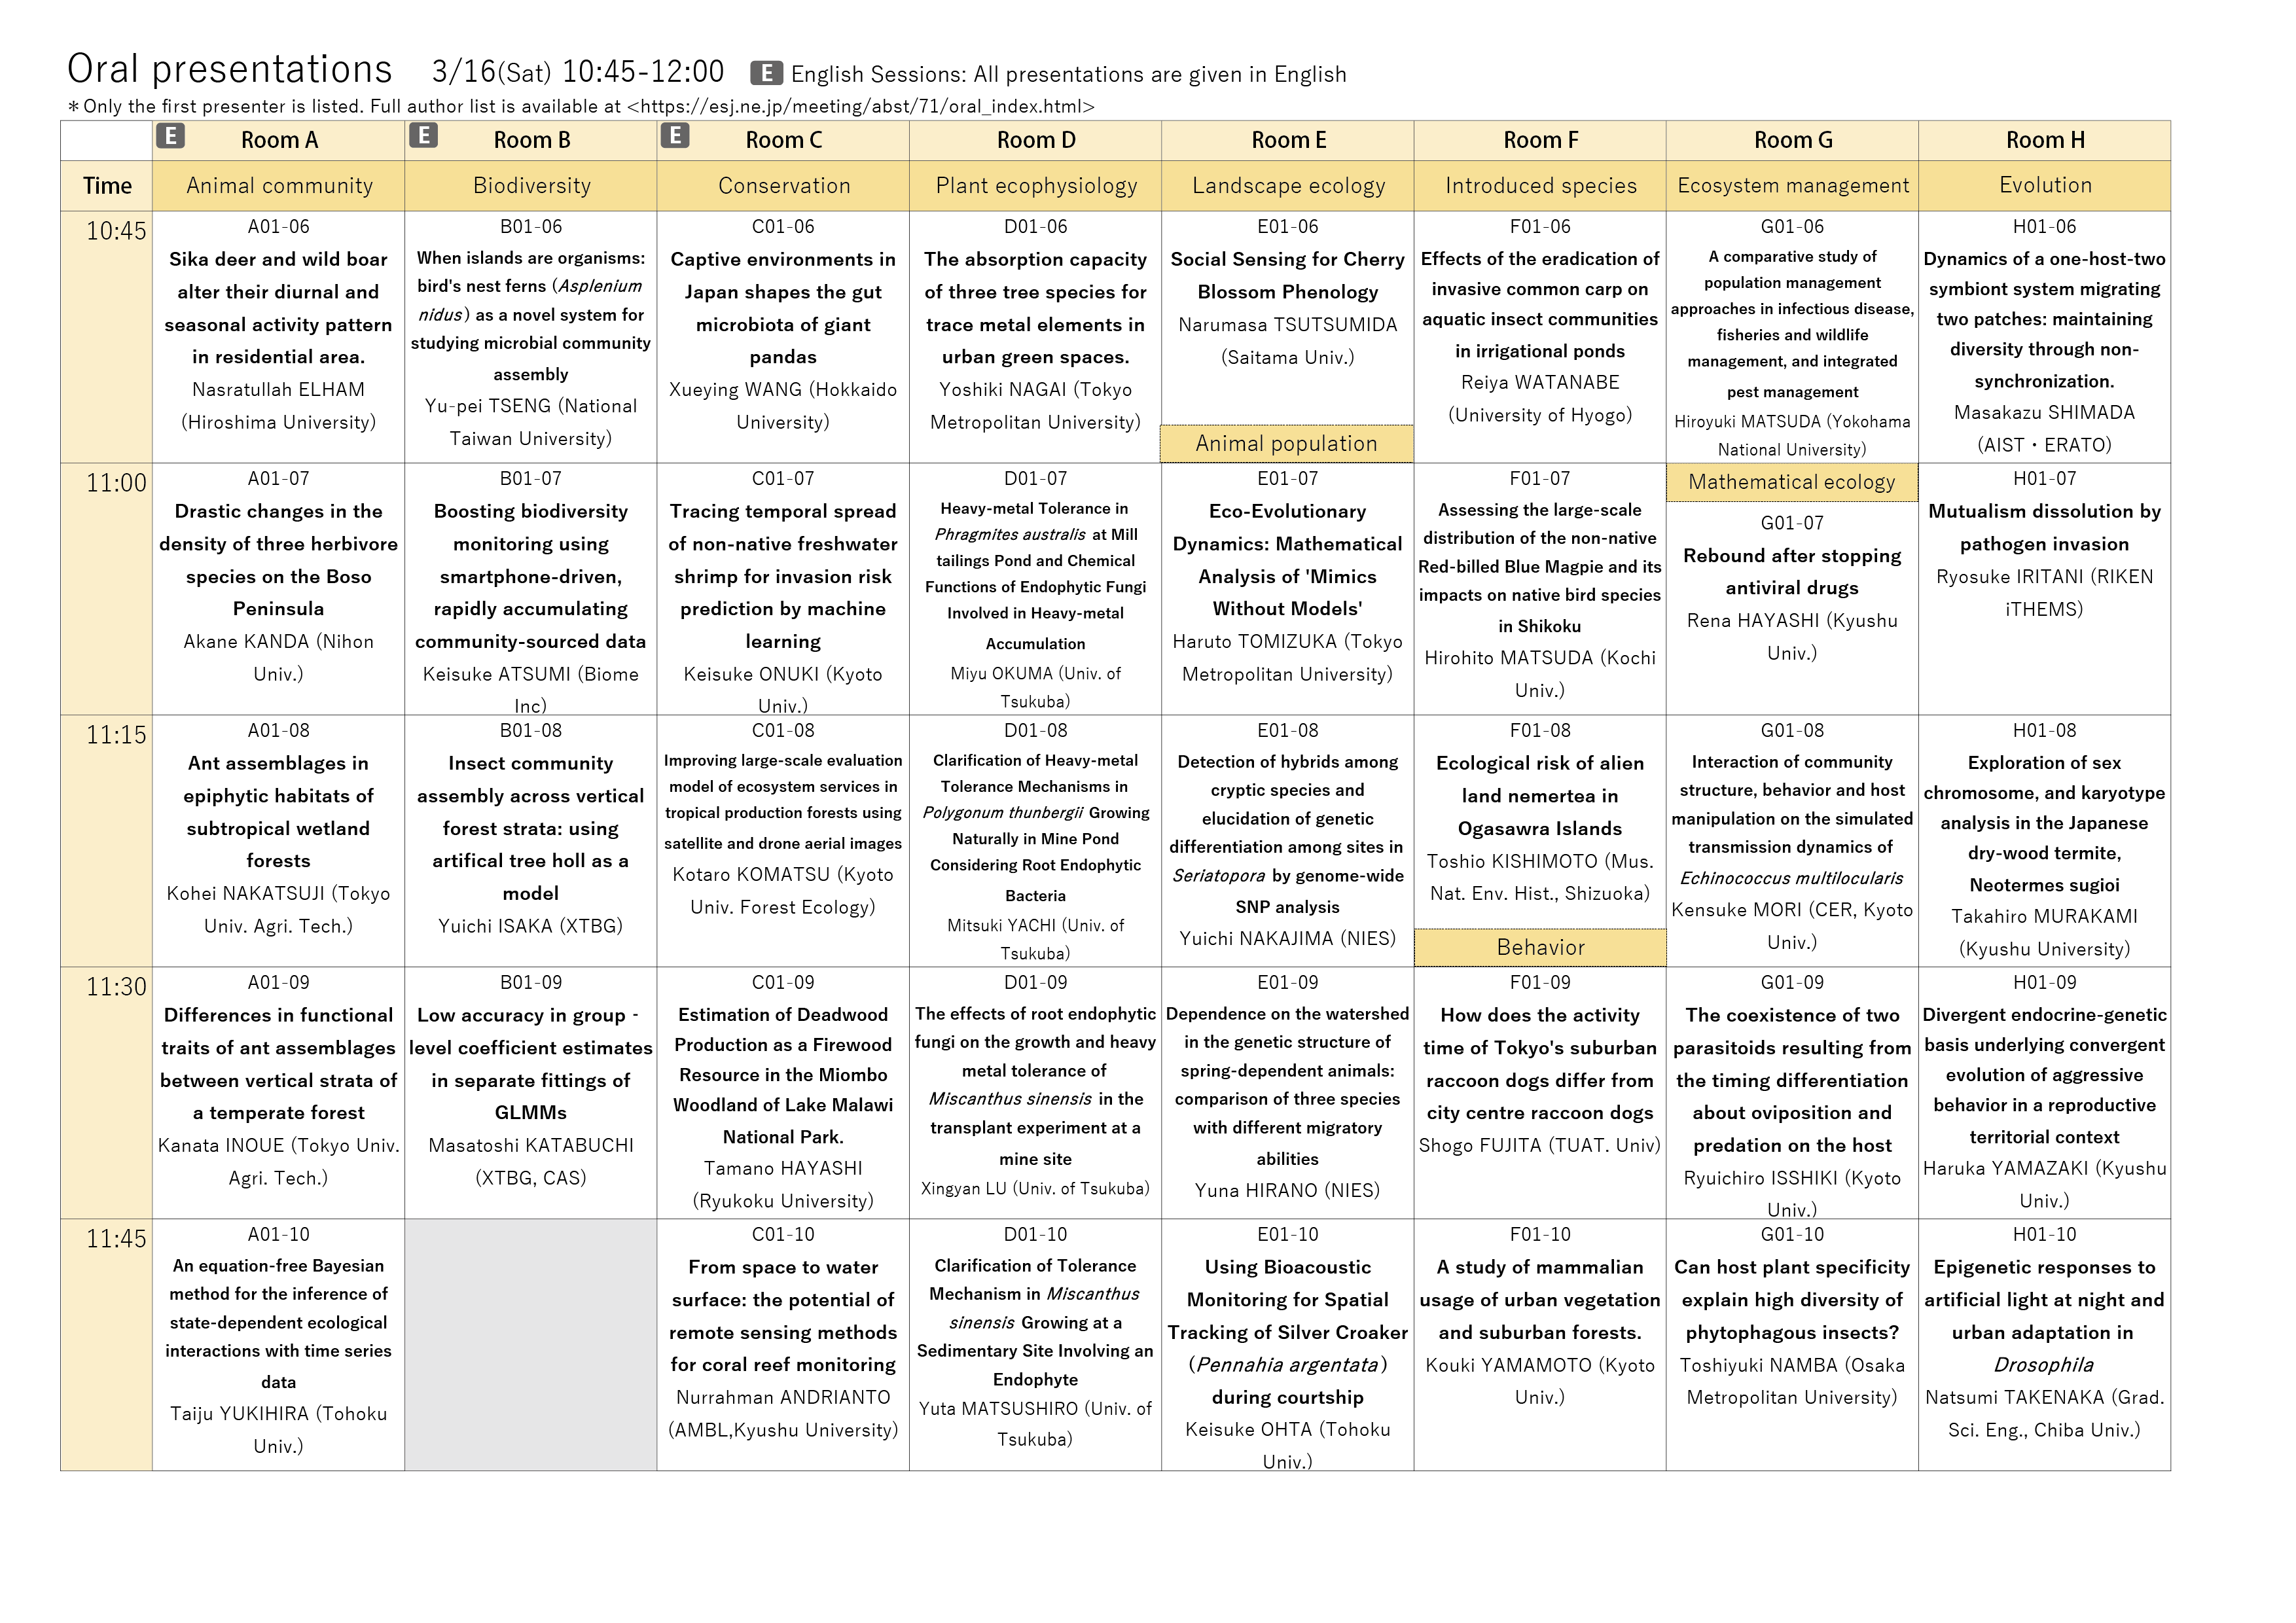 Oral presentations 3/16(Sat) 10:45-12:00 E English Sessions: All presentations are given in English
*Only the first presenter is listed. Full author list is available at <https://esj.ne.jp/meeting/abst/71/oral_index.html>
E Room A E Room B E Room C Room D Room E Room F Room G Room H
Time Animal community Biodiversity Conservation Plant ecophysiology Landscape ecology Introduced species Ecosystem management Evolution
10:45
A01-06
Sika deer and wild boar
alter their diurnal and
seasonal activity pattern
in residential area.
Nasratullah ELHAM
(Hiroshima University)
B01-06
When islands are organisms:
bird's nest ferns (Asplenium
nidus) as a novel system for
studying microbial community
assembly
Yu-pei TSENG (National
Taiwan University)
C01-06
Captive environments in
Japan shapes the gut
microbiota of giant
pandas
Xueying WANG (Hokkaido
University)
D01-06
The absorption capacity
of three tree species for
trace metal elements in
urban green spaces.
Yoshiki NAGAI (Tokyo
Metropolitan University)
E01-06
Social Sensing for Cherry
Blossom Phenology
Narumasa TSUTSUMIDA
(Saitama Univ.)
Animal population
F01-06
Effects of the eradication of
invasive common carp on
aquatic insect communities
in irrigational ponds
Reiya WATANABE
(University of Hyogo)
G01-06
A comparative study of
population management
approaches in infectious disease,
fisheries and wildlife
management, and integrated
pest management
Hiroyuki MATSUDA (Yokohama
National University)
H01-06
Dynamics of a one-host-two
symbiont system migrating
two patches: maintaining
diversity through non-
synchronization.
Masakazu SHIMADA
(AIST・ERATO)
11:00
A01-07
Drastic changes in the
density of three herbivore
species on the Boso
Peninsula
Akane KANDA (Nihon
Univ.)
B01-07
Boosting biodiversity
monitoring using
smartphone-driven,
rapidly accumulating
community-sourced data
Keisuke ATSUMI (Biome
Inc)
C01-07
Tracing temporal spread
of non-native freshwater
shrimp for invasion risk
prediction by machine
learning
Keisuke ONUKI (Kyoto
Univ.)
D01-07
Heavy-metal Tolerance in
Phragmites australis at Mill
tailings Pond and Chemical
Functions of Endophytic Fungi
Involved in Heavy-metal
Accumulation
Miyu OKUMA (Univ. of
Tsukuba)
E01-07
Eco-Evolutionary
Dynamics: Mathematical
Analysis of 'Mimics
Without Models'
Haruto TOMIZUKA (Tokyo
Metropolitan University)
F01-07
Assessing the large-scale
distribution of the non-native
Red-billed Blue Magpie and its
impacts on native bird species
in Shikoku
Hirohito MATSUDA (Kochi
Univ.)
Mathematical ecology
G01-07
Rebound after stopping
antiviral drugs
Rena HAYASHI (Kyushu
Univ.)
H01-07
Mutualism dissolution by
pathogen invasion
Ryosuke IRITANI (RIKEN
iTHEMS)
11:15
A01-08
Ant assemblages in
epiphytic habitats of
subtropical wetland
forests
Kohei NAKATSUJI (Tokyo
Univ. Agri. Tech.)
B01-08
Insect community
assembly across vertical
forest strata: using
artifical tree holl as a
model
Yuichi ISAKA (XTBG)
C01-08
Improving large-scale evaluation
model of ecosystem services in
tropical production forests using
satellite and drone aerial images
Kotaro KOMATSU (Kyoto
Univ. Forest Ecology)
D01-08
Clarification of Heavy-metal
Tolerance Mechanisms in
Polygonum thunbergii Growing
Naturally in Mine Pond
Considering Root Endophytic
Bacteria
Mitsuki YACHI (Univ. of
Tsukuba)
E01-08
Detection of hybrids among
cryptic species and
elucidation of genetic
differentiation among sites in
Seriatopora by genome-wide
SNP analysis
Yuichi NAKAJIMA (NIES)
F01-08
Ecological risk of alien
land nemertea in
Ogasawra Islands
Toshio KISHIMOTO (Mus.
Nat. Env. Hist., Shizuoka)
Behavior
G01-08
Interaction of community
structure, behavior and host
manipulation on the simulated
transmission dynamics of
Echinococcus multilocularis
Kensuke MORI (CER, Kyoto
Univ.)
H01-08
Exploration of sex
chromosome, and karyotype
analysis in the Japanese
dry-wood termite,
Neotermes sugioi
Takahiro MURAKAMI
(Kyushu University)
11:30
A01-09
Differences in functional
traits of ant assemblages
between vertical strata of
a temperate forest
Kanata INOUE (Tokyo Univ.
Agri. Tech.)
B01-09
Low accuracy in group -
level coefficient estimates
in separate fittings of
GLMMs
Masatoshi KATABUCHI
(XTBG, CAS)
C01-09
Estimation of Deadwood
Production as a Firewood
Resource in the Miombo
Woodland of Lake Malawi
National Park.
Tamano HAYASHI
(Ryukoku University)
D01-09
The effects of root endophytic
fungi on the growth and heavy
metal tolerance of
Miscanthus sinensis in the
transplant experiment at a
mine site
Xingyan LU (Univ. of Tsukuba)
E01-09
Dependence on the watershed
in the genetic structure of
spring-dependent animals:
comparison of three species
with different migratory
abilities
Yuna HIRANO (NIES)
F01-09
How does the activity
time of Tokyo's suburban
raccoon dogs differ from
city centre raccoon dogs
Shogo FUJITA (TUAT. Univ)
G01-09
The coexistence of two
parasitoids resulting from
the timing differentiation
about oviposition and
predation on the host
Ryuichiro ISSHIKI (Kyoto
Univ.)
H01-09
Divergent endocrine-genetic
basis underlying convergent
evolution of aggressive
behavior in a reproductive
territorial context
Haruka YAMAZAKI (Kyushu
Univ.)
11:45
A01-10
An equation-free Bayesian
method for the inference of
state-dependent ecological
interactions with time series
data
Taiju YUKIHIRA (Tohoku
Univ.)
C01-10
From space to water
surface: the potential of
remote sensing methods
for coral reef monitoring
Nurrahman ANDRIANTO
(AMBL,Kyushu University)
D01-10
Clarification of Tolerance
Mechanism in Miscanthus
sinensis Growing at a
Sedimentary Site Involving an
Endophyte
Yuta MATSUSHIRO (Univ. of
Tsukuba)
E01-10
Using Bioacoustic
Monitoring for Spatial
Tracking of Silver Croaker
(Pennahia argentata)
during courtship
Keisuke OHTA (Tohoku
Univ.)
F01-10
A study of mammalian
usage of urban vegetation
and suburban forests.
Kouki YAMAMOTO (Kyoto
Univ.)
G01-10
Can host plant specificity
explain high diversity of
phytophagous insects?
Toshiyuki NAMBA (Osaka
Metropolitan University)
H01-10
Epigenetic responses to
artificial light at night and
urban adaptation in
Drosophila
Natsumi TAKENAKA (Grad.
Sci. Eng., Chiba Univ.)